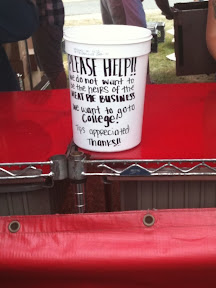 PLEASE HELP!!
We do not want to
be the heirs of the
MEAT PIE BUSINESS
We want to go to
College!
Tips appreciated
Thanks!!